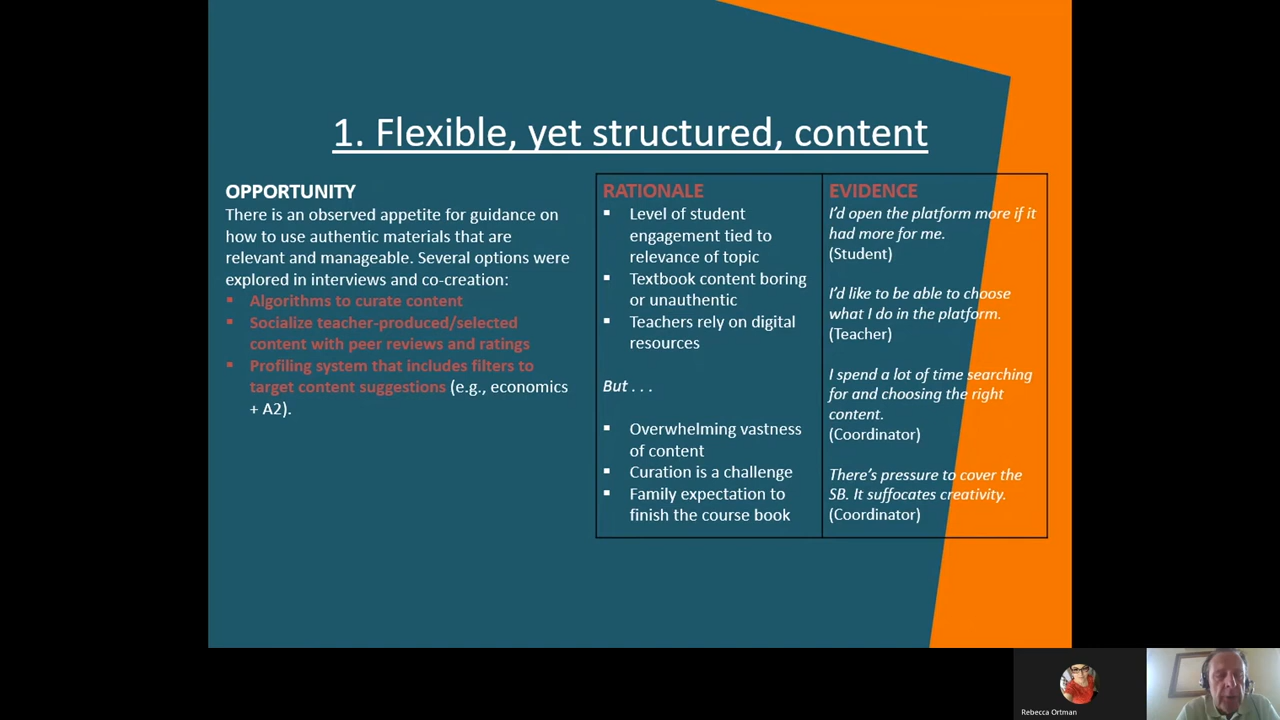 1. Flexible, yet structured, content
OPPORTUNITY
There is an observed appetite for guidance on
how to use authentic materials that are
relevant and manageable. Several options were
explored in interviews and co-creation:
▪ Algorithms to curate content
▪ Socialize teacher-produced/selected
content with peer reviews and ratings
▪ Profiling system that includes filters to
target content suggestions (e.g., economics
+ A2).
RATIONALE
▪ Level of student
engagement tied to
relevance of topic
▪ Textbook content boring
or unauthentic
▪ Teachers rely on digital
resources
But . . .
▪ Overwhelming vastness
of content
▪ Curation is a challenge
▪ Family expectation to
finish the course book
EVIDENCE
I’d open the platform more if it
had more for me.
(Student)
I’d like to be able to choose
what I do in the platform.
(Teacher)
I spend a lot of time searching
for and choosing the right
content.
(Coordinator)
There’s pressure to cover the
SB. It suffocates creativity.
(Coordinator)
Rebecca Ortman